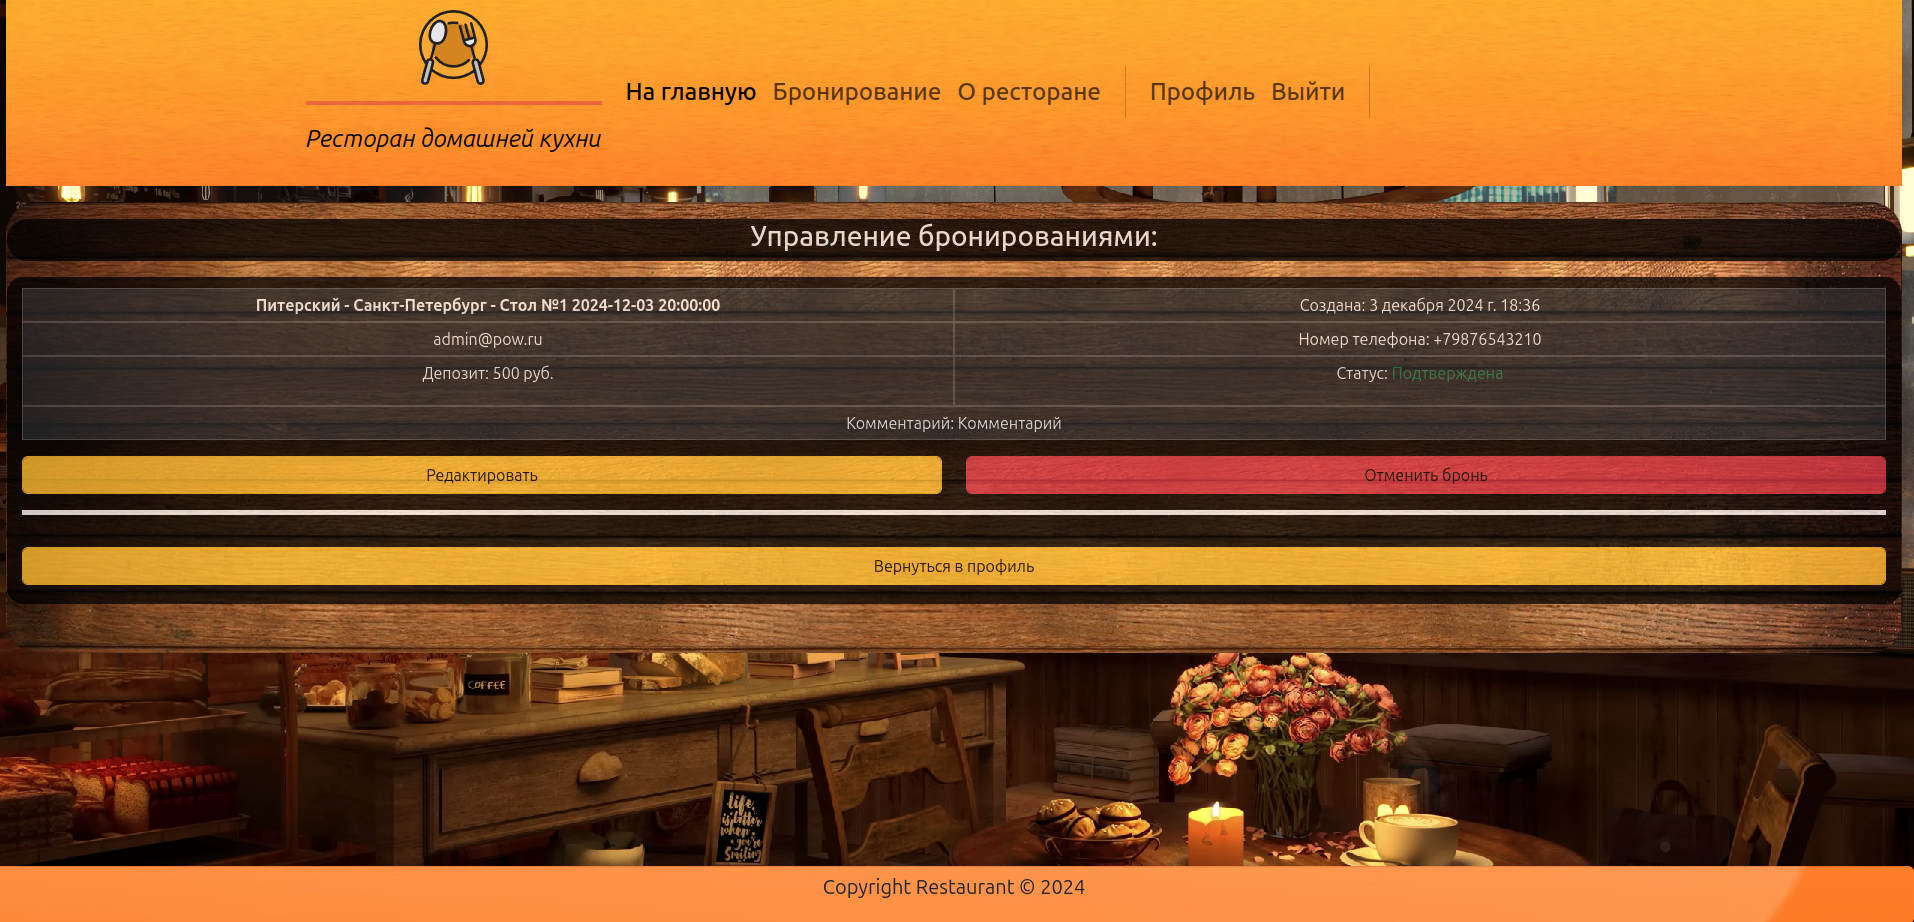 На главную Бронирование О ресторане Профиль Выйти
Ресторан домашней кухни
Управление бронированиями:
Питерский - Санкт-Петербург - Стол №1 2024-12-03 20:00:00
Создана: 3 декабря 2024 г. 18:36
admin@pow.ru
Номер телефона: +79876543210
Депозит: 500 руб.
Статус: Подтверждена
Комментарий: Комментарий
Редактировать
Отменить бронь
Вернуться в профиль
COFFEE
life
is better
when
you're
Smiling
Copyright Restaurant © 2024